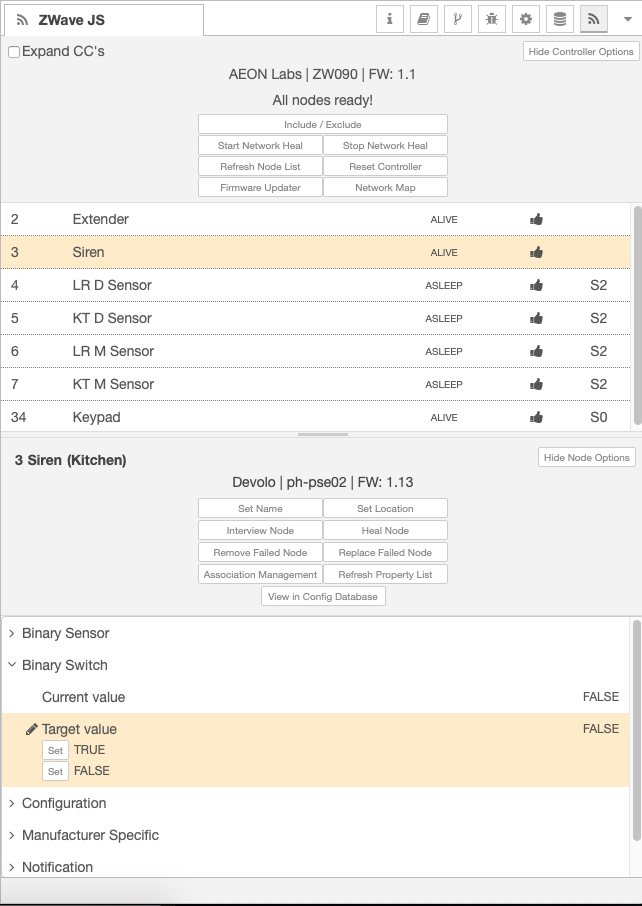 ZWave JS
Expand CC's
Hide Controller Options
AEON Labs | ZW090 | FW: 1.1
All nodes ready!
Include / Exclude
Start Network Heal Stop Network Heal
Refresh Node List Reset Controller
Firmware Updater Network Map
2 Extender ALIVE
3 Siren ALIVE
4 LR D Sensor ASLEEP S2
5 KT D Sensor ASLEEP S2
6 LR M Sensor ASLEEP S2
7 KT M Sensor ASLEEP S2
34 Keypad ALIVE S0
3 Siren (Kitchen) Hide Node Options
Devolo | ph-pse02 | FW: 1.13
Set Name Set Location
Interview Node Heal Node
Remove Failed Node Replace Failed Node
Association Management Refresh Property List
View in Config Database
Binary Sensor
Binary Switch
Current value FALSE
Target value FALSE
Set TRUE
Set FALSE
Configuration
Manufacturer Specific
Notification